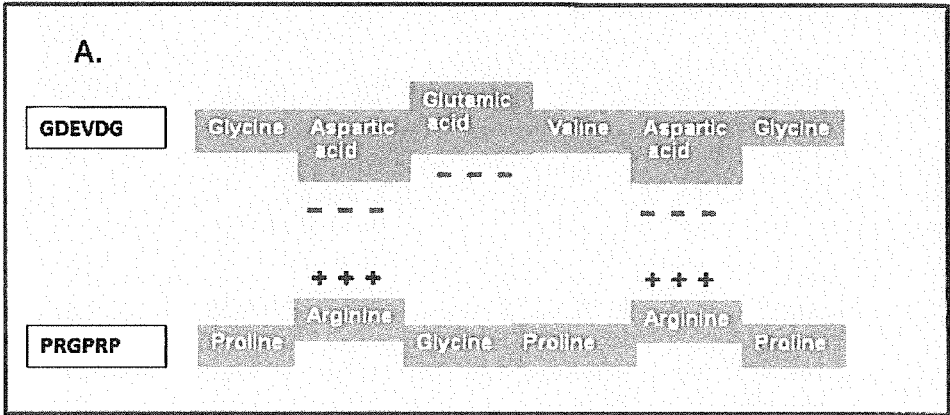 A.
Glutamic
acid
GDEVDG
Glycine
Aspartic
acid
Valine
Aspartic
acid
Glycine
- - -
- - -
- - -
+ + +
+ + +
Arginine
Arginine
PRGPRP
Proline
Glycine
Proline
Proline